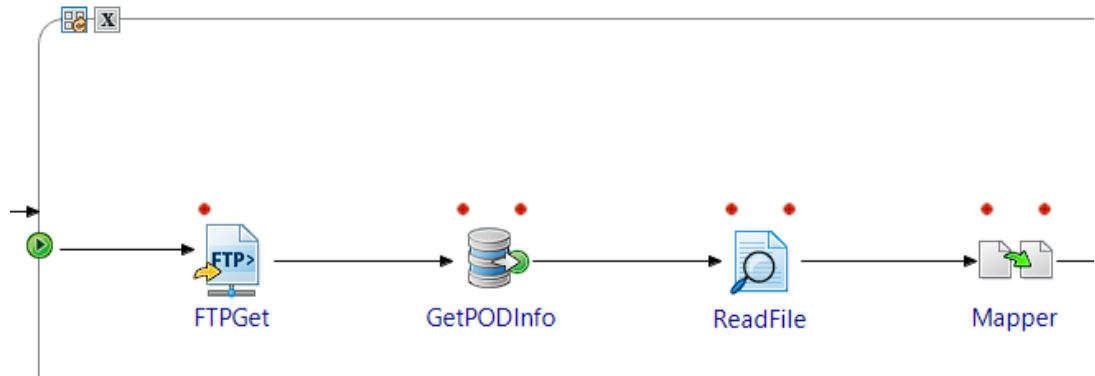 X
FTP>
FTPGet
GetPODInfo
ReadFile
Mapper